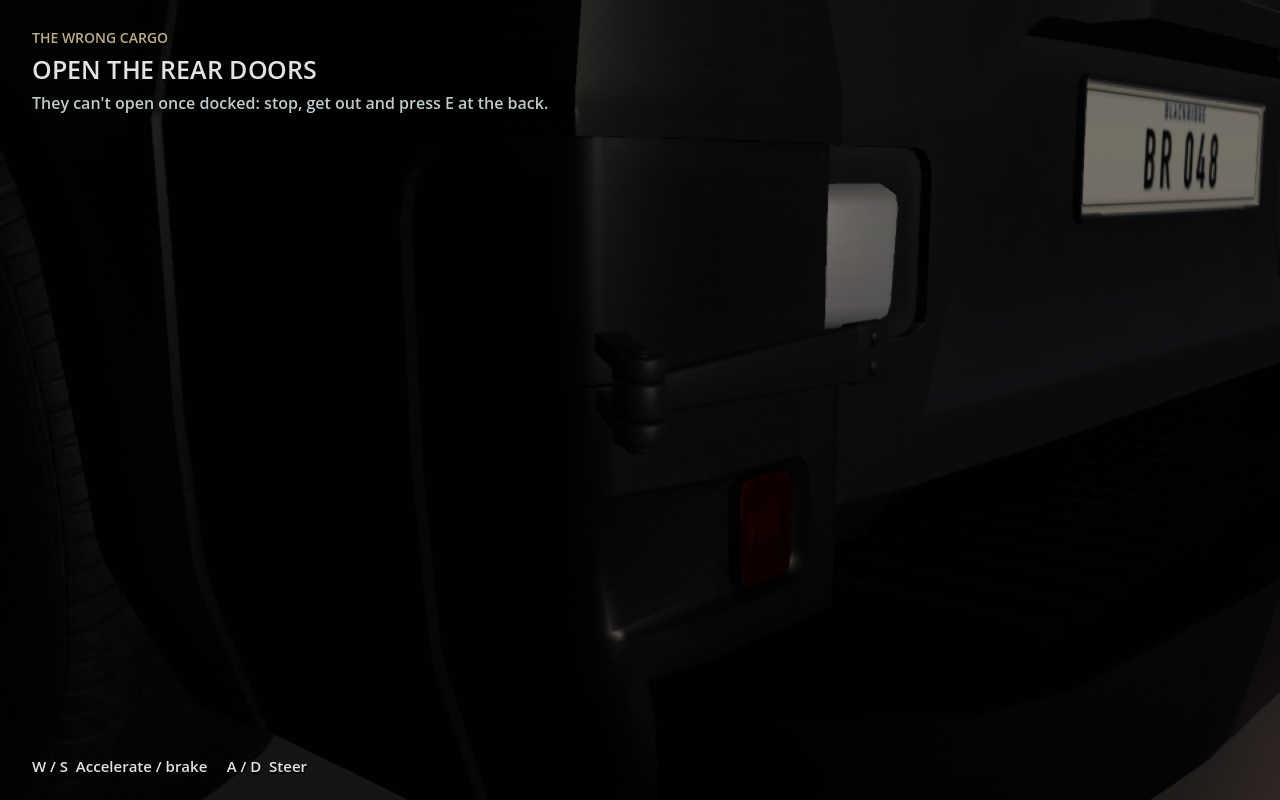 THE WRONG CARGO
OPEN THE REAR DOORS
They can't open once docked: stop, get out and press E at the back.
BLACKRIDGE
BR 048
W / S Accelerate / brake A / D Steer